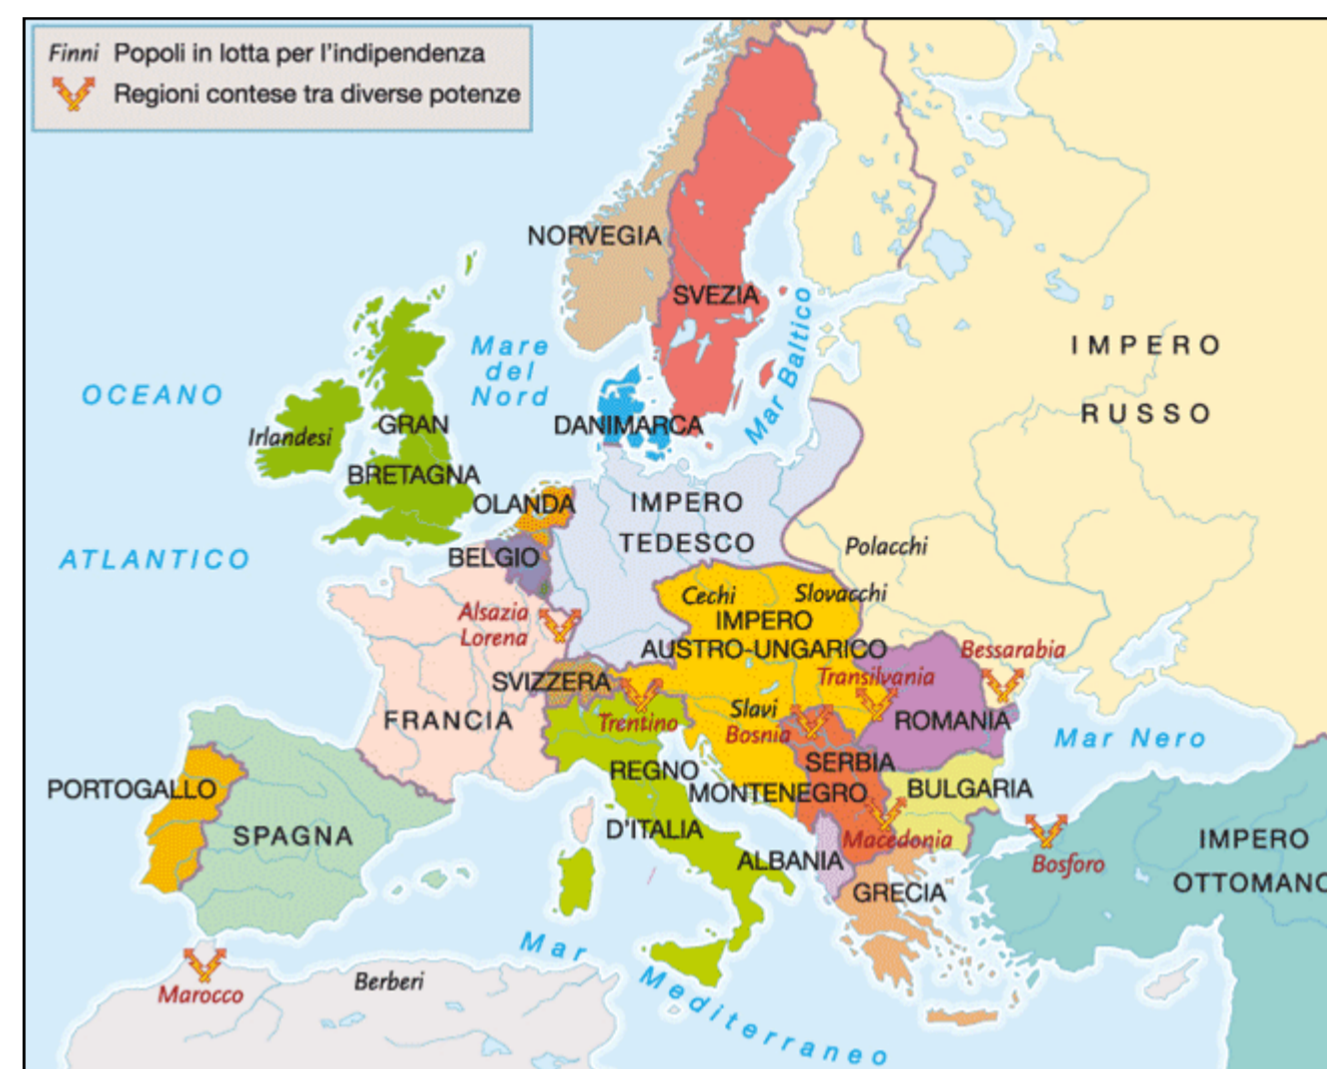 Finni Popoli in lotta per l'indipendenza
Regioni contese tra diverse potenze
NORVEGIA
SVEZIA
Mare
del
Nord
Mar Baltico
IMPERO
RUSSO
OCEANO
ATLANTICO
Irlandesi
GRAN
BRETAGNA
DANIMARCA
OLANDA
BELGIO
IMPERO
TEDESCO
Polacchi
Cechi
Slovacchi
IMPERO
AUSTRO-UNGARICO
Alsazia
Lorena
SVIZZERA
FRANCIA
Trentino
Slavi
Bosnia
Transilvania
Bessarabia
ROMANIA
Mar Nero
SERBIA
MONTENEGRO
BULGARIA
REGNO
D'ITALIA
PORTOGALLO
SPAGNA
ALBANIA
Macedonia
GRECIA
Bosforo
IMPERO
OTTOMANO
Mar Mediterraneo
Marocco
Berberi